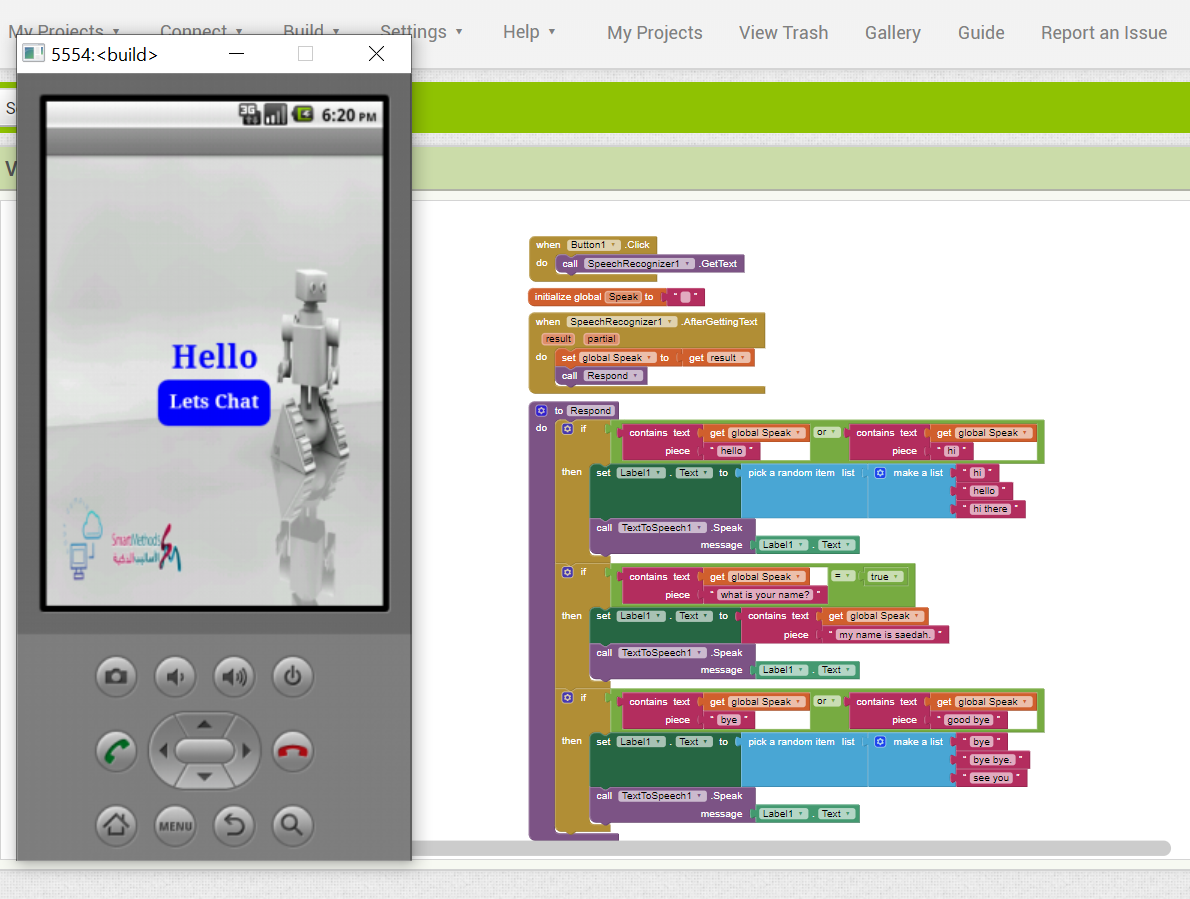 My Projects Connect Build Settings Help My Projects View Trash Gallery Guide Report an Issue
5554:<build>
S
3G 6:20 PM
Hello
Lets Chat
SmartMethods
الأساليب الذكية
MENU
when Button1 .Click
do call SpeechRecognizer1 .GetText
initialize global Speak to " "
when SpeechRecognizer1 .AfterGettingText
result partial
do set global Speak to get result
call Respond
to Respond
do if contains text get global Speak or contains text get global Speak
piece " hello " piece " hi "
then set Label1 . Text to pick a random item list make a list " hi "
" hello "
" hi there "
call TextToSpeech1 .Speak
message Label1 . Text
if contains text get global Speak = true
piece " what is your name? "
then set Label1 . Text to contains text get global Speak
piece " my name is saedah. "
call TextToSpeech1 .Speak
message Label1 . Text
if contains text get global Speak or contains text get global Speak
piece " bye " piece " good bye "
then set Label1 . Text to pick a random item list make a list " bye "
" bye bye. "
" see you "
call TextToSpeech1 .Speak
message Label1 . Text